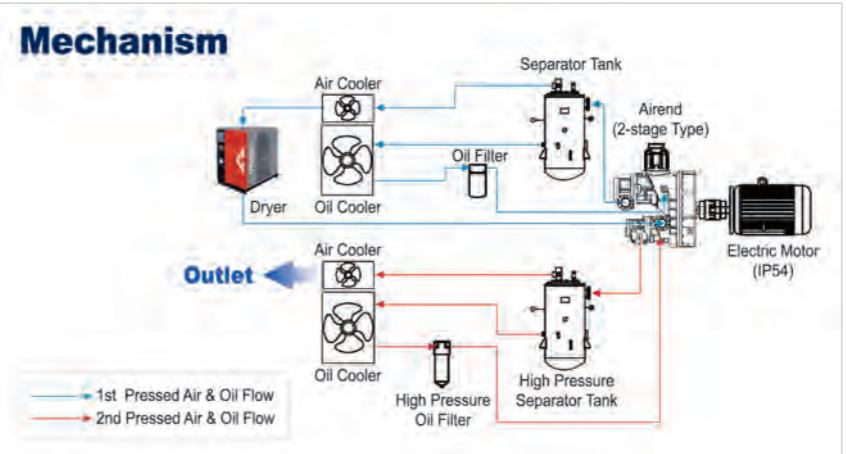 Mechanism
Separator Tank
Air Cooler
Airend
(2-stage Type)
Oil Filter
Dryer
Oil Cooler
Air Cooler
Electric Motor
(IP54)
Outlet
Oil Cooler
High Pressure
Oil Filter
High Pressure
Separator Tank
1st Pressed Air & Oil Flow
2nd Pressed Air & Oil Flow